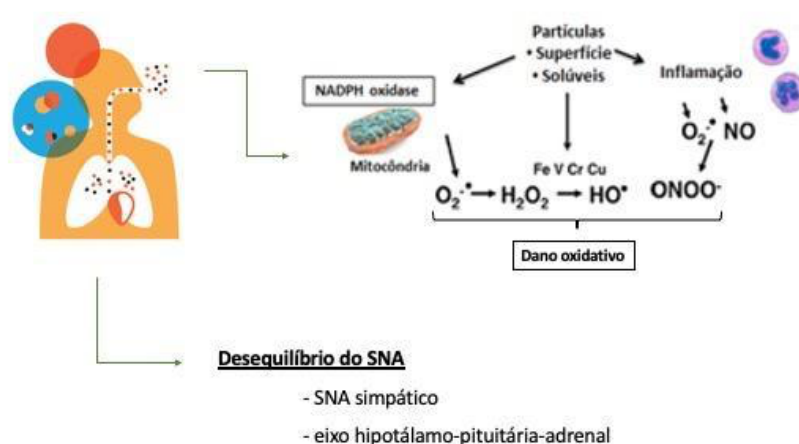 Partículas
• Superfície
• Solúveis
NADPH oxidase
Inflamação
Mitocôndria
O₂⁻• NO
Fe V Cr Cu
O₂⁻• → H₂O₂ → HO• ONOO⁻
Dano oxidativo
Desequilíbrio do SNA
- SNA simpático
- eixo hipotálamo-pituitária-adrenal